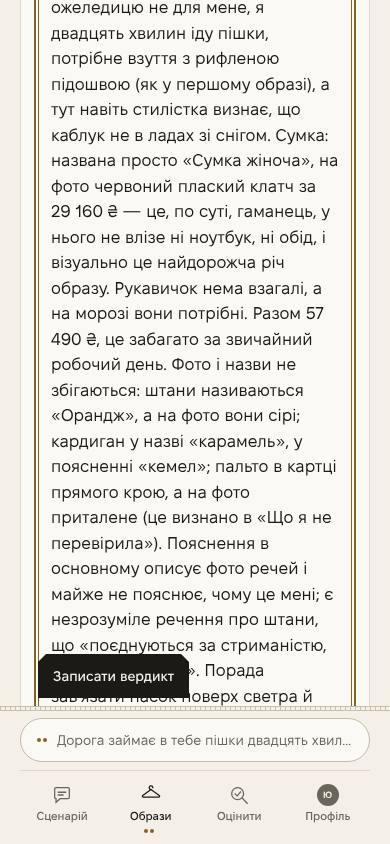 ожеледицю не для мене, я
двадцять хвилин іду пішки,
потрібне взуття з рифленою
підошвою (як у першому образі), а
тут навіть стилістка визнає, що
каблук не в ладах зі снігом. Сумка:
названа просто «Сумка жіноча», на
фото червоний плаский клатч за
29 160 ₴ — це, по суті, гаманець, у
нього не влізе ні ноутбук, ні обід, і
візуально це найдорожча річ
образу. Рукавичок нема взагалі, а
на морозі вони потрібні. Разом 57
490 ₴, це забагато за звичайний
робочий день. Фото і назви не
збігаються: штани називаються
«Орандж», а на фото вони сірі;
кардиган у назві «карамель», у
поясненні «кемел»; пальто в картці
прямого крою, а на фото
приталене (це визнано в «Що я не
перевірила»). Пояснення в
основному описує фото речей і
майже не пояснює, чому це мені; є
незрозуміле речення про штани,
що «поєднуються за стриманістю,
». Порада
зав'язати пасок поверх светра й
Записати вердикт
Дорога займає в тебе пішки двадцять хвил...
Сценарій
Образи
Оцінити
Ю
Профіль